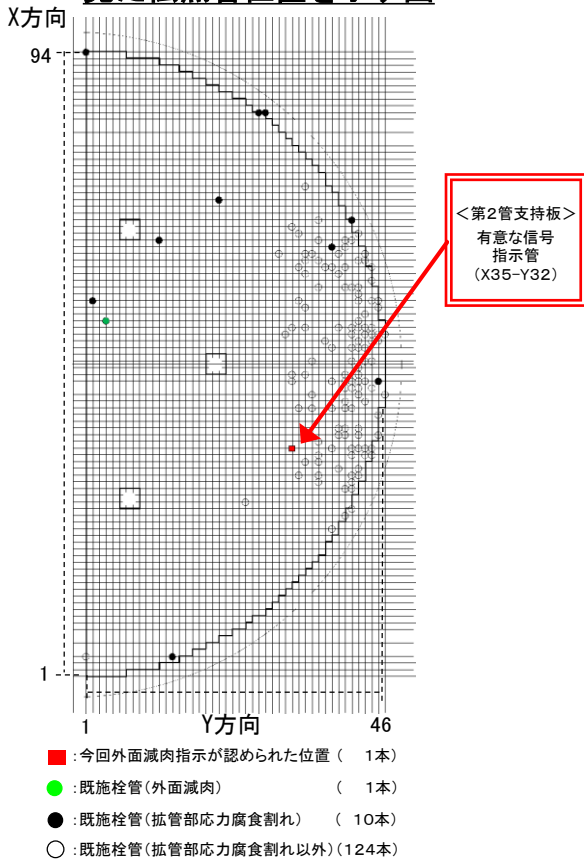 X方向
94
＜第2管支持板＞
有意な信号
指示管
(X35-Y32)
1
1
Y方向
46
:今回外面減肉指示が認められた位置( 1本)
:既施栓管(外面減肉) ( 1本)
:既施栓管(拡管部応力腐食割れ) ( 10本)
:既施栓管(拡管部応力腐食割れ以外)(124本)